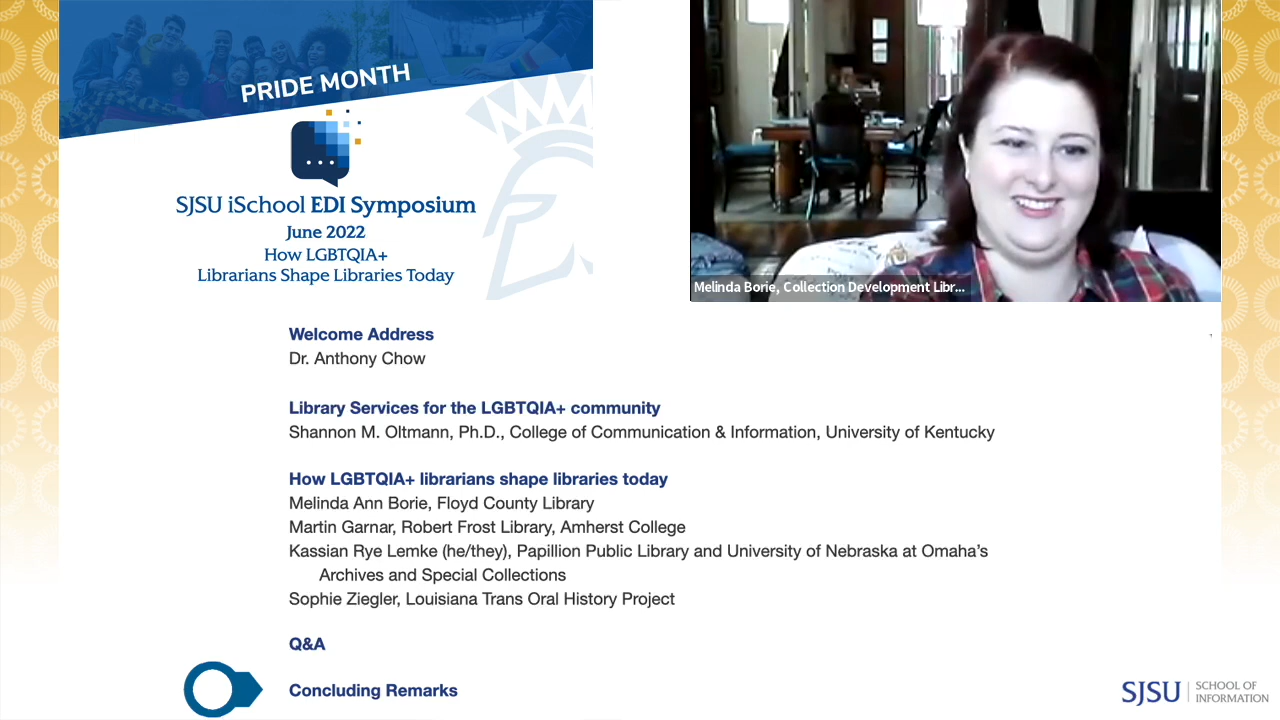 PRIDE MONTH
SJSU iSchool EDI Symposium
June 2022
How LGBTQIA+
Librarians Shape Libraries Today
Melinda Borie, Collection Development Libr...
Welcome Address
Dr. Anthony Chow
Library Services for the LGBTQIA+ community
Shannon M. Oltmann, Ph.D., College of Communication & Information, University of Kentucky
How LGBTQIA+ librarians shape libraries today
Melinda Ann Borie, Floyd County Library
Martin Garnar, Robert Frost Library, Amherst College
Kassian Rye Lemke (he/they), Papillion Public Library and University of Nebraska at Omaha’s
Archives and Special Collections
Sophie Ziegler, Louisiana Trans Oral History Project
Q&A
Concluding Remarks
SJSU SCHOOL OF
INFORMATION